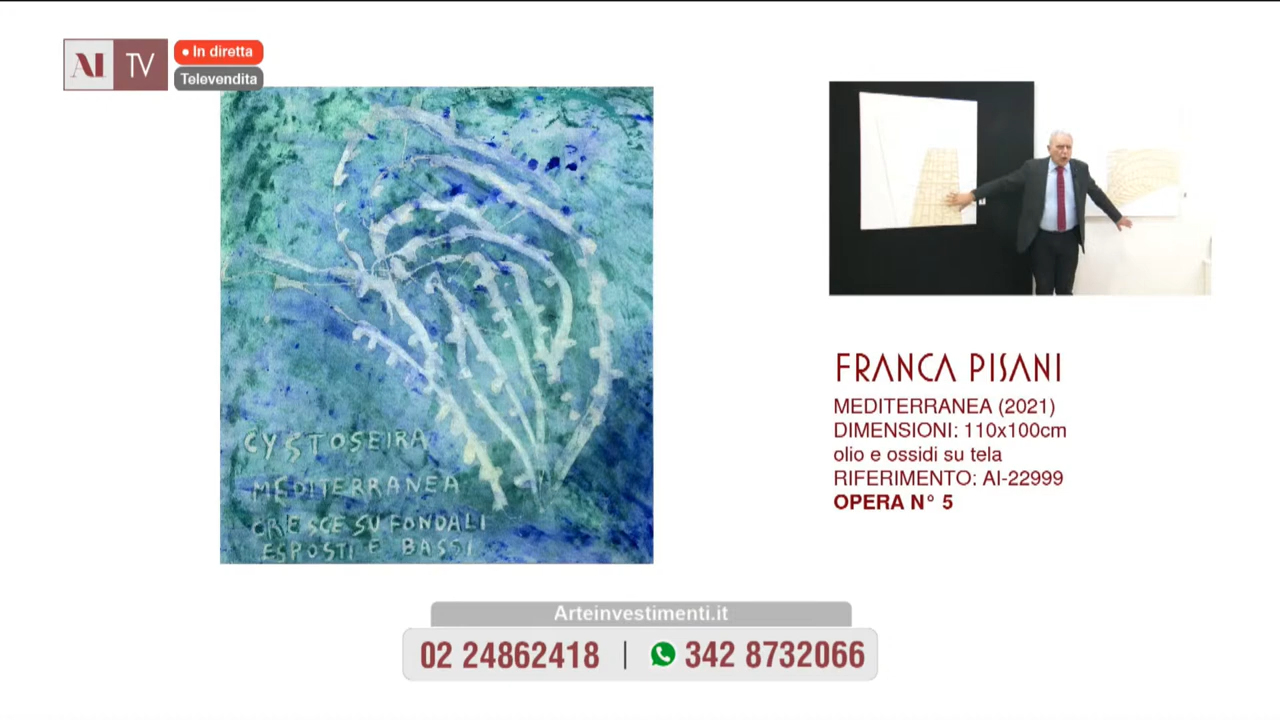 AI TV
• In diretta
Televendita
CYSTOSEIRA
MEDITERRANEA
CRESCE SU FONDALI
ESPOSTI E BASSI
FRANCA PISANI
MEDITERRANEA (2021)
DIMENSIONI: 110x100cm
olio e ossidi su tela
RIFERIMENTO: AI-22999
OPERA N° 5
Arteinvestimenti.it
02 24862418 | 342 8732066